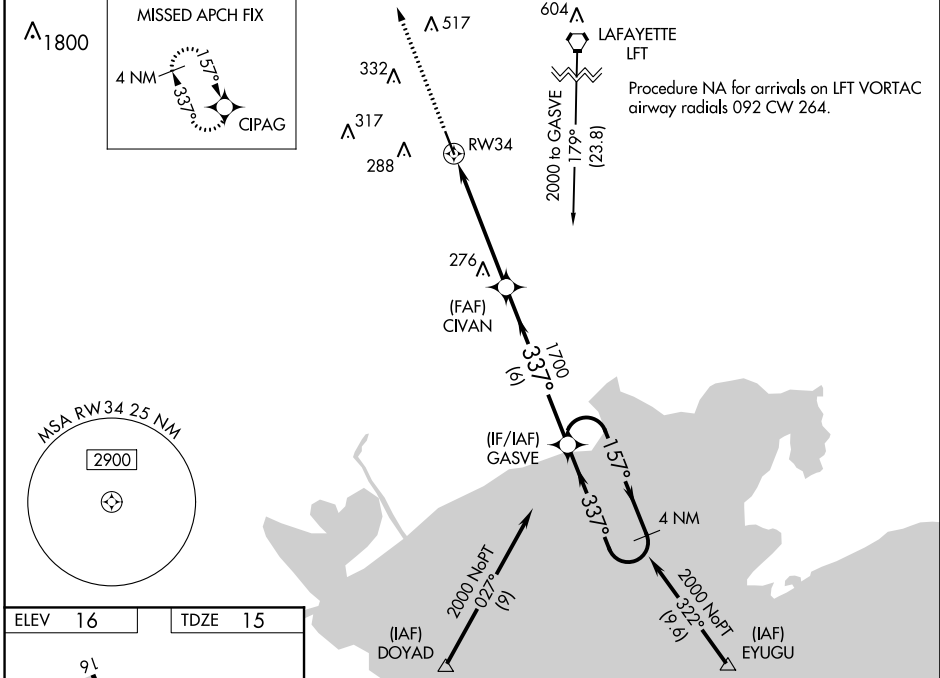 1800
MISSED APCH FIX
4 NM
157°
337°
CIPAG
517
332
317
288
RW34
604
LAFAYETTE
LFT
Procedure NA for arrivals on LFT VORTAC
airway radials 092 CW 264.
2000 to GASVE
179°
(23.8)
276
(FAF)
CIVAN
1700
337°
(6)
(IF/IAF)
GASVE
157°
337°
4 NM
MSA RW34 25 NM
2900
2000 NoPT
027°
(9)
(IAF)
DOYAD
2000 NoPT
322°
(9.6)
(IAF)
EYUGU
ELEV 16
TDZE 15
16